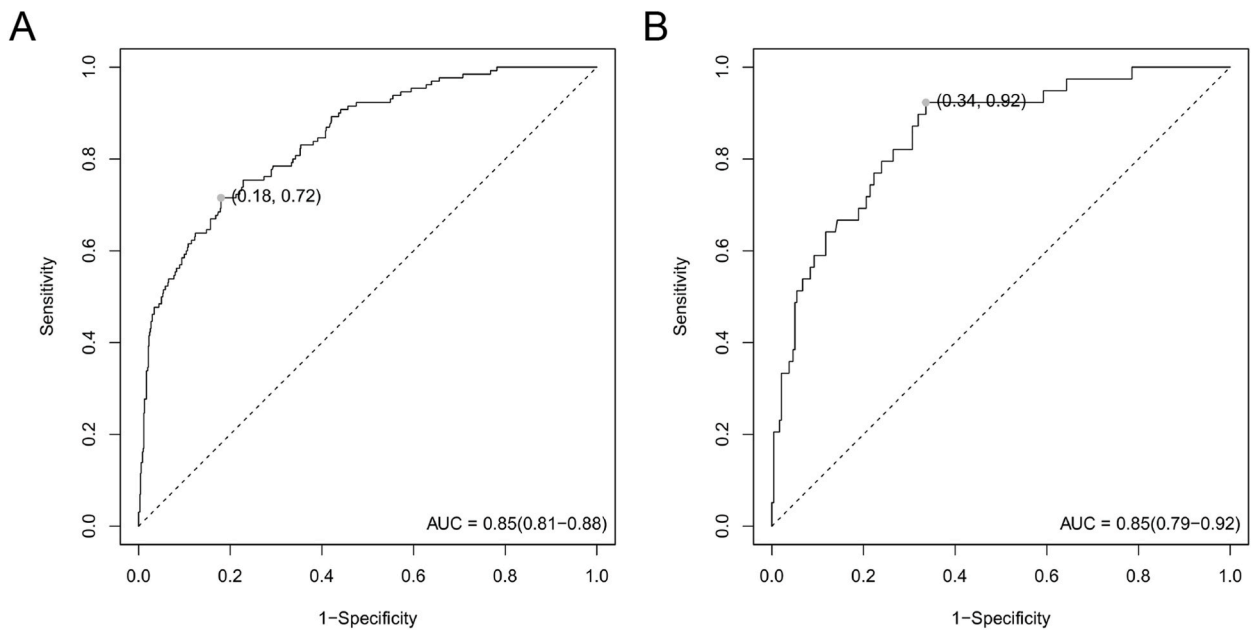 A
1.0
0.8
0.6
0.4
0.2
0.0
Sensitivity
(0.18, 0.72)
AUC = 0.85(0.81−0.88)
0.0 0.2 0.4 0.6 0.8 1.0
1−Specificity
B
1.0
0.8
0.6
0.4
0.2
0.0
Sensitivity
(0.34, 0.92)
AUC = 0.85(0.79−0.92)
0.0 0.2 0.4 0.6 0.8 1.0
1−Specificity